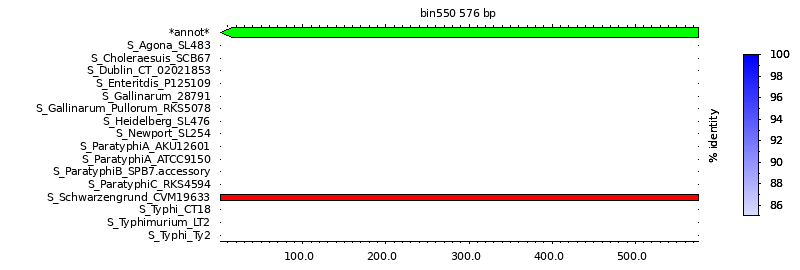 bin550 576 bp
*annot*
S_Agona_SL483
S_Choleraesuis_SCB67
S_Dublin_CT_02021853
S_Enteritdis_P125109
S_Gallinarum_28791
S_Gallinarum_Pullorum_RKS5078
S_Heidelberg_SL476
S_Newport_SL254
S_ParatyphiA_AKU12601
S_ParatyphiA_ATCC9150
S_ParatyphiB_SPB7.accessory
S_ParatyphiC_RKS4594
S_Schwarzengrund_CVM19633
S_Typhi_CT18
S_Typhimurium_LT2
S_Typhi_Ty2
100.0 200.0 300.0 400.0 500.0
% identity
100
98
96
94
92
90
88
86